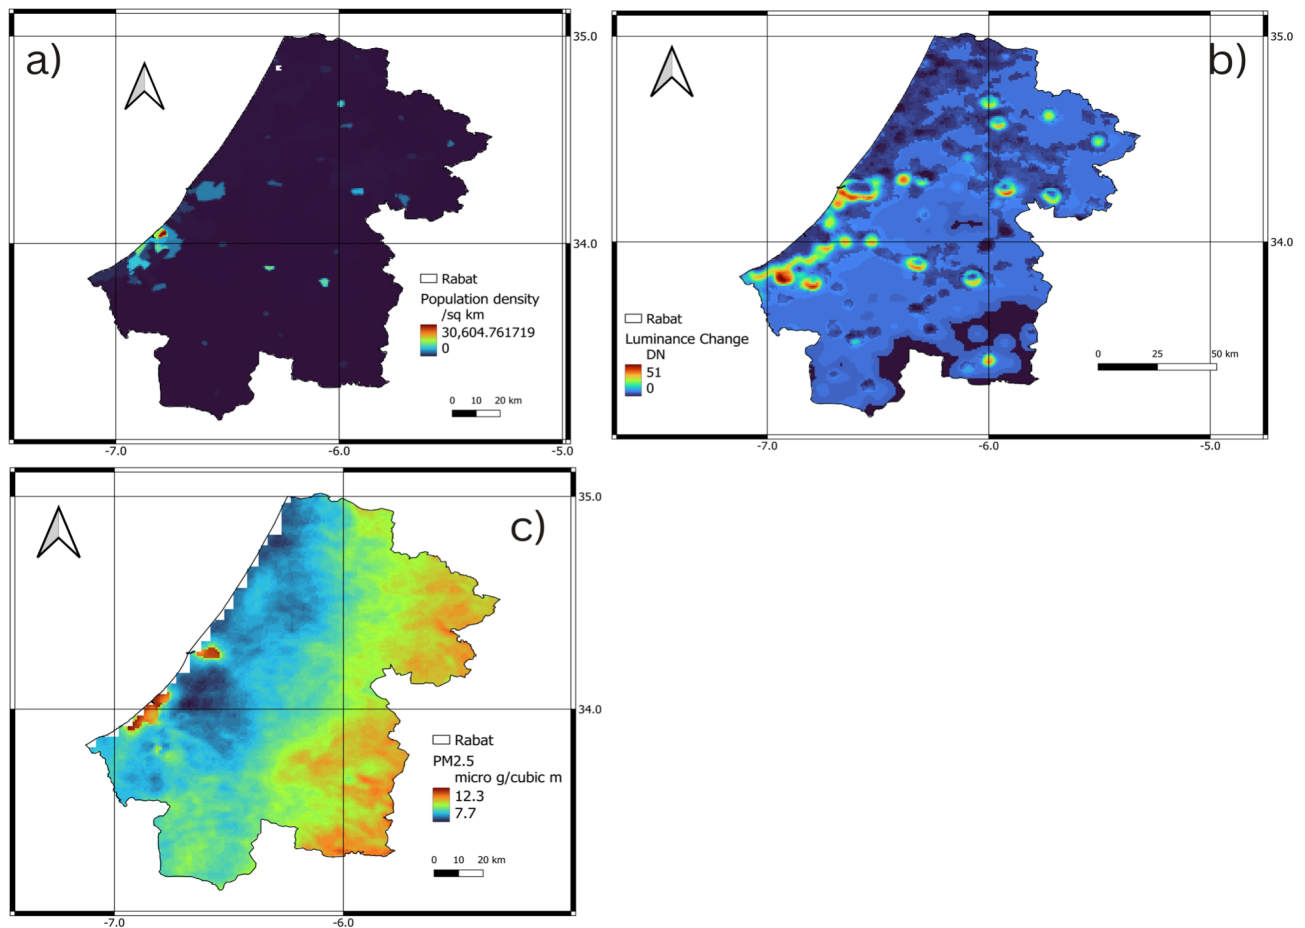 a)
35.0
34.0
Rabat
Population density
/sq km
30,604.761719
0
0 10 20 km
-7.0 -6.0 -5.0
b)
35.0
34.0
Rabat
Luminance Change
DN
51
0
0 25 50 km
-7.0 -6.0 -5.0
c)
35.0
34.0
Rabat
PM2.5
micro g/cubic m
12.3
7.7
0 10 20 km
-7.0 -6.0